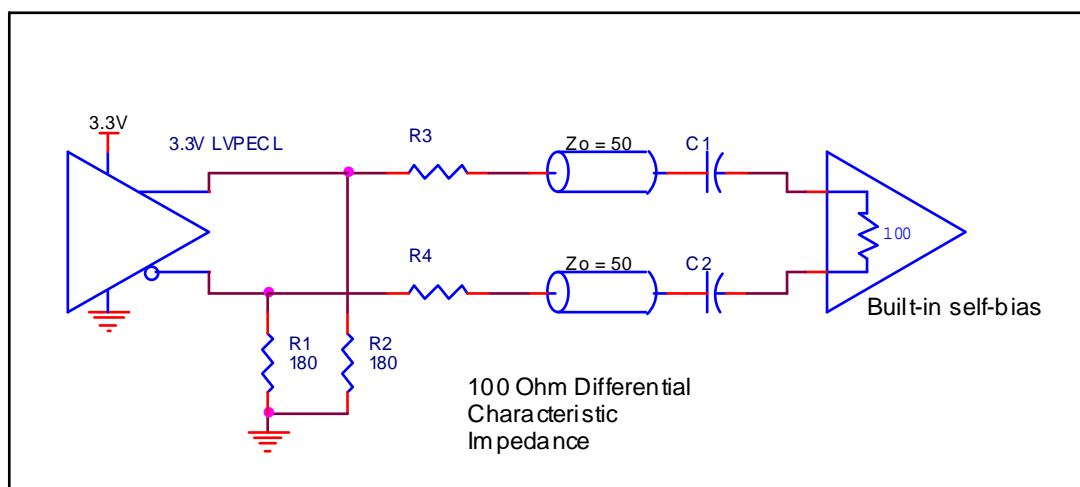 3.3V
3.3V LVPECL
R3
Zo = 50
C1
100
R4
Zo = 50
C2
Built-in self-bias
R1
180
R2
180
100 Ohm Differential
Characteristic
Impedance